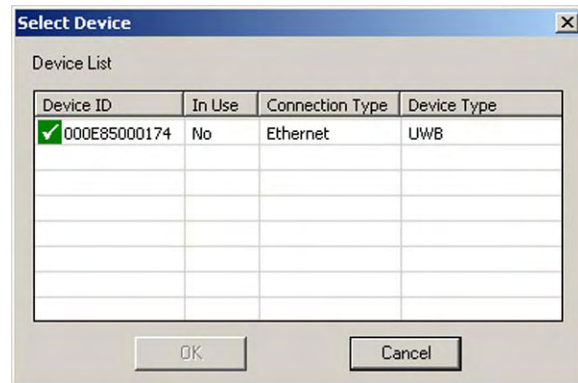 Select Device
Device List
Device ID In Use Connection Type Device Type
000E85000174 No Ethernet UWB
OK Cancel